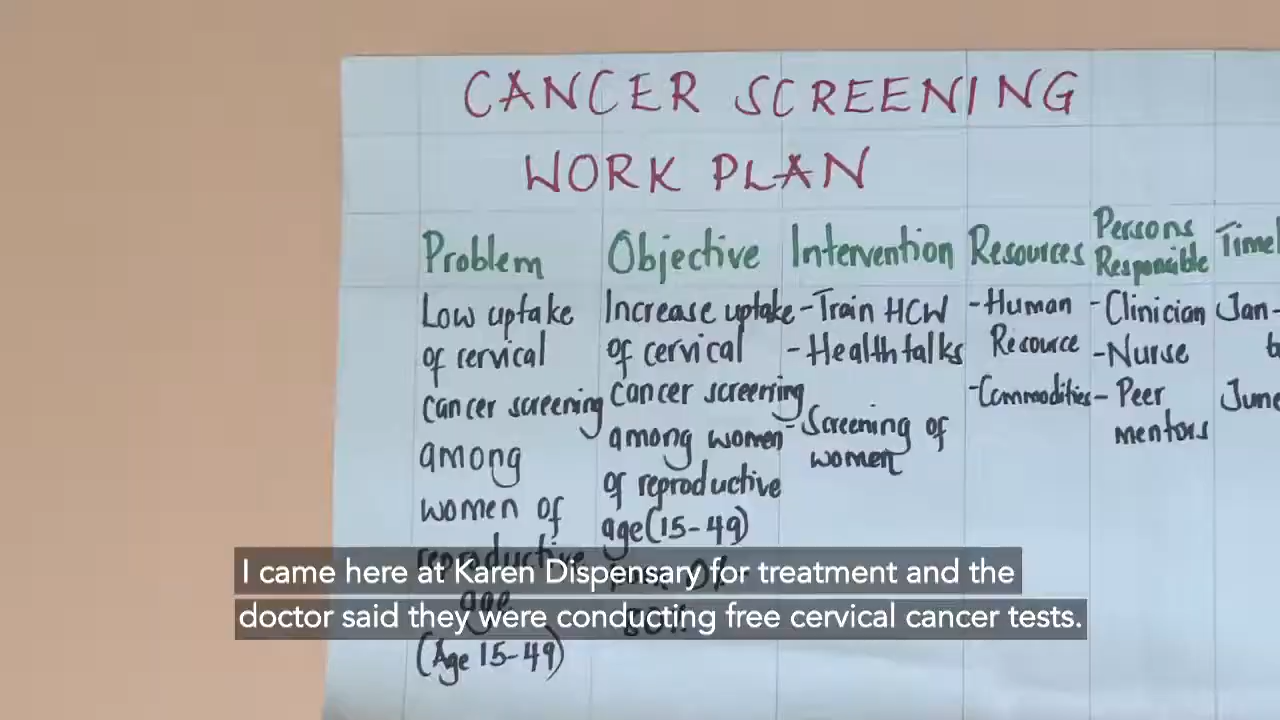 CANCER SCREENING
WORK PLAN
Problem
Low uptake
of cervical
cancer screening
among
women of
reproductive
age
(Age 15-49)
Objective
Increase uptake
of cervical
cancer screening
among women
of reproductive
age (15-49)
Intervention
-Train HCW
-Health talks
-Screening of
women
Resources
-Human
Resource
-Commodities
Persons
Responsible
-Clinician
-Nurse
-Peer
mentors
Jan-
June
I came here at Karen Dispensary for treatment and the
doctor said they were conducting free cervical cancer tests.